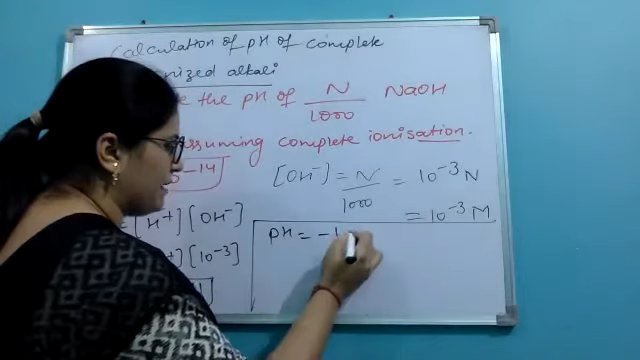 Calculation of pH of complete
nized alkali
e the pH of N/1000 NaOH
assuming complete ionisation.
-14
[OH⁻] = N/1000 = 10⁻³ N
= 10⁻³ M
= [H⁺] [OH⁻]
⁺] [10⁻³]
pH = -